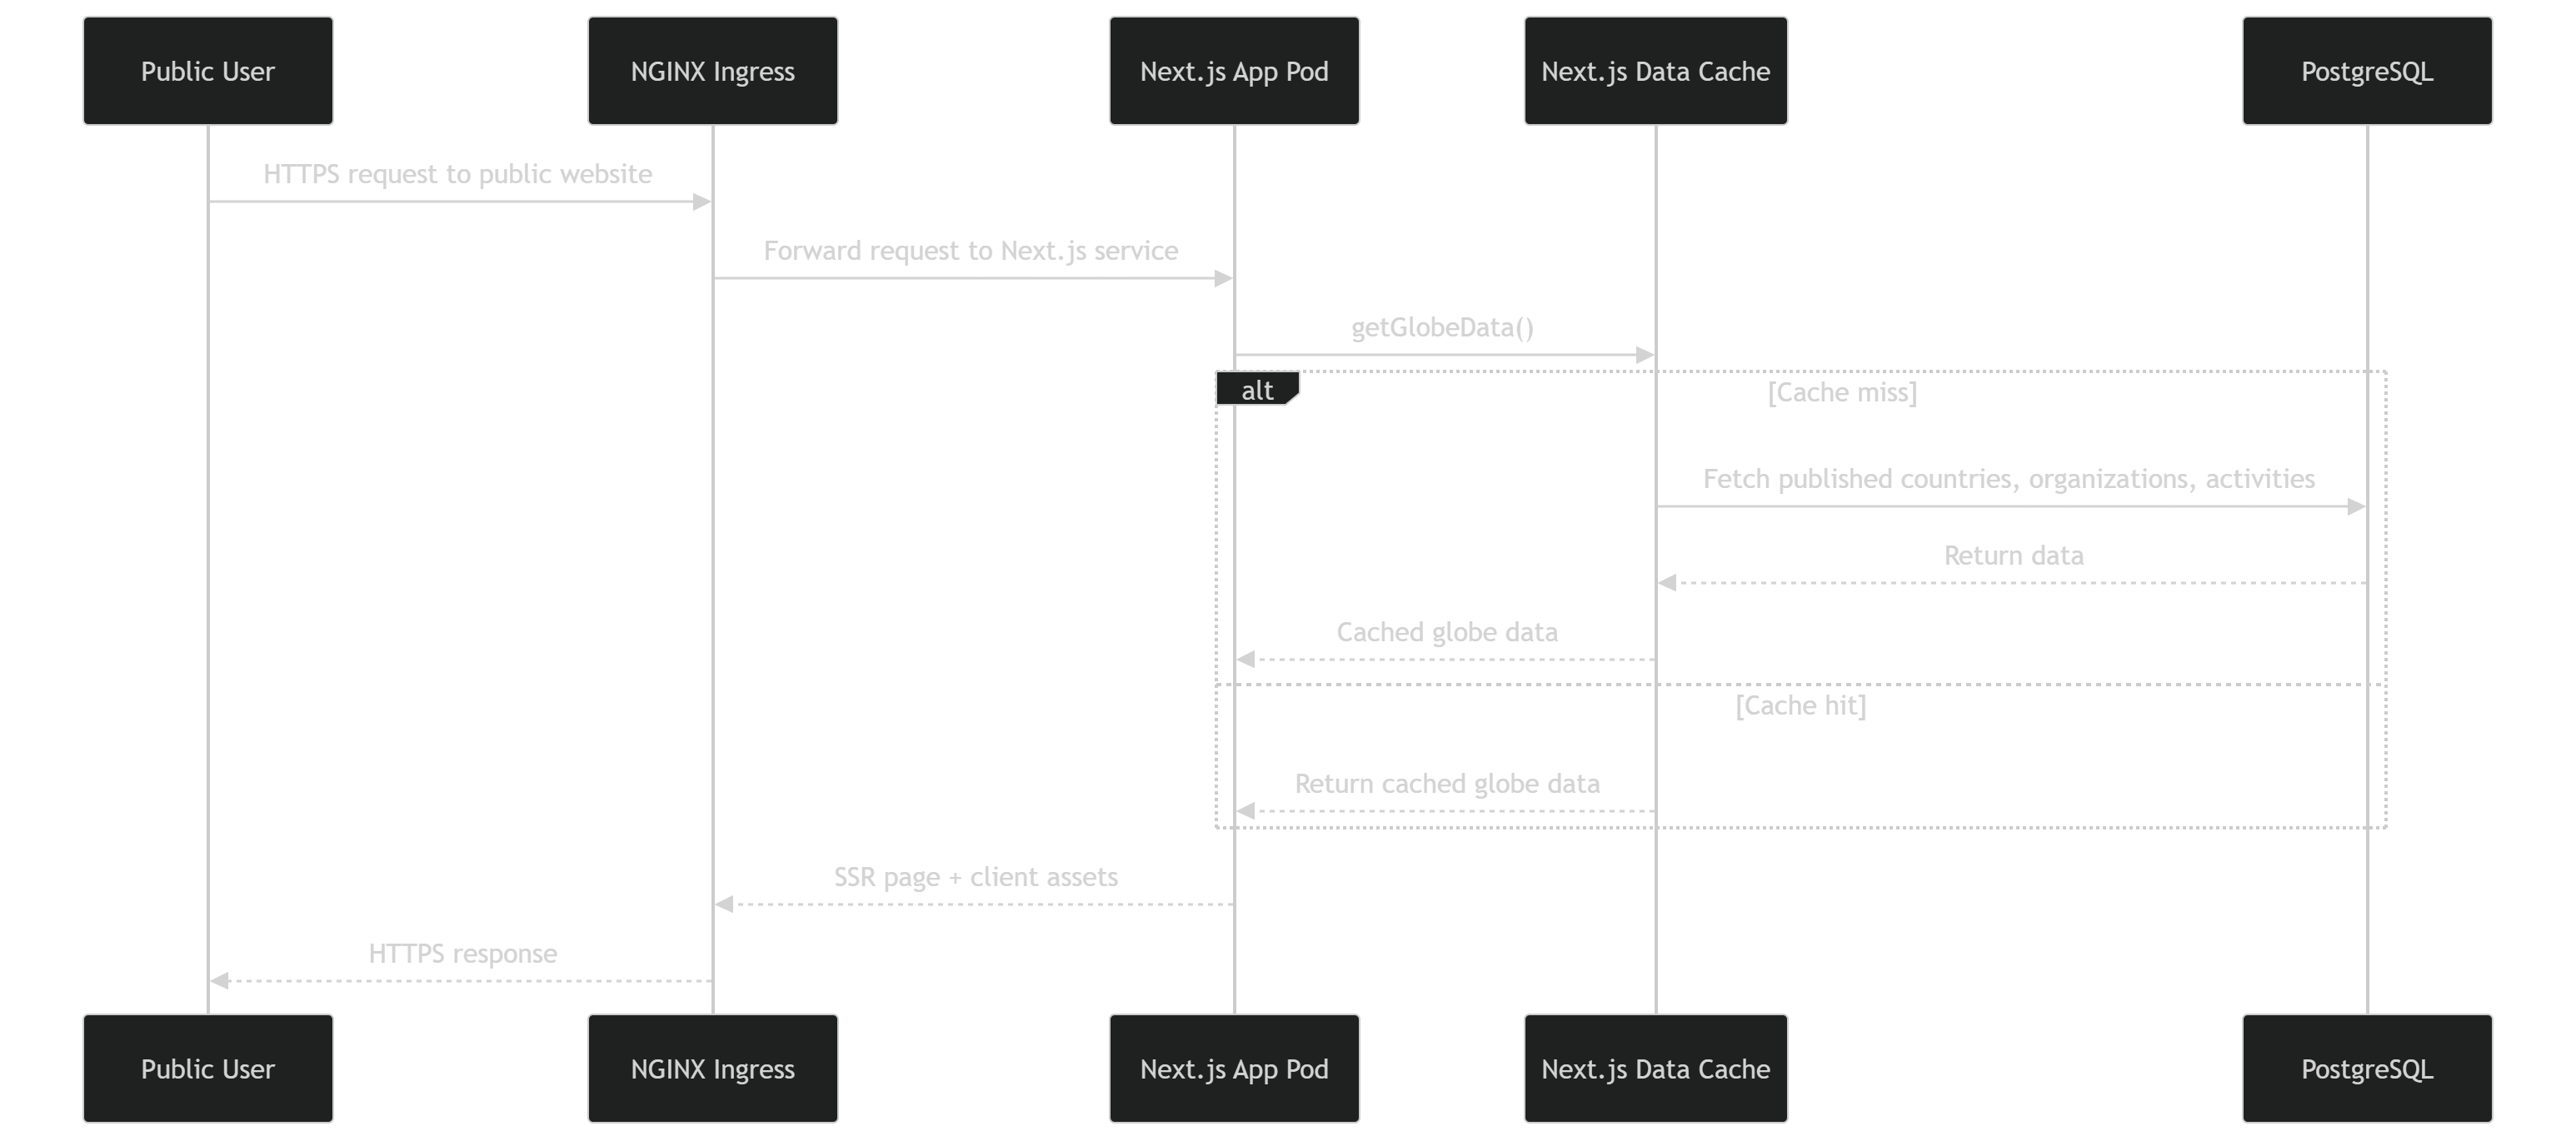 Public User
NGINX Ingress
Next.js App Pod
Next.js Data Cache
PostgreSQL
HTTPS request to public website
Forward request to Next.js service
getGlobeData()
alt
[Cache miss]
Fetch published countries, organizations, activities
Return data
Cached globe data
[Cache hit]
Return cached globe data
SSR page + client assets
HTTPS response
Public User
NGINX Ingress
Next.js App Pod
Next.js Data Cache
PostgreSQL